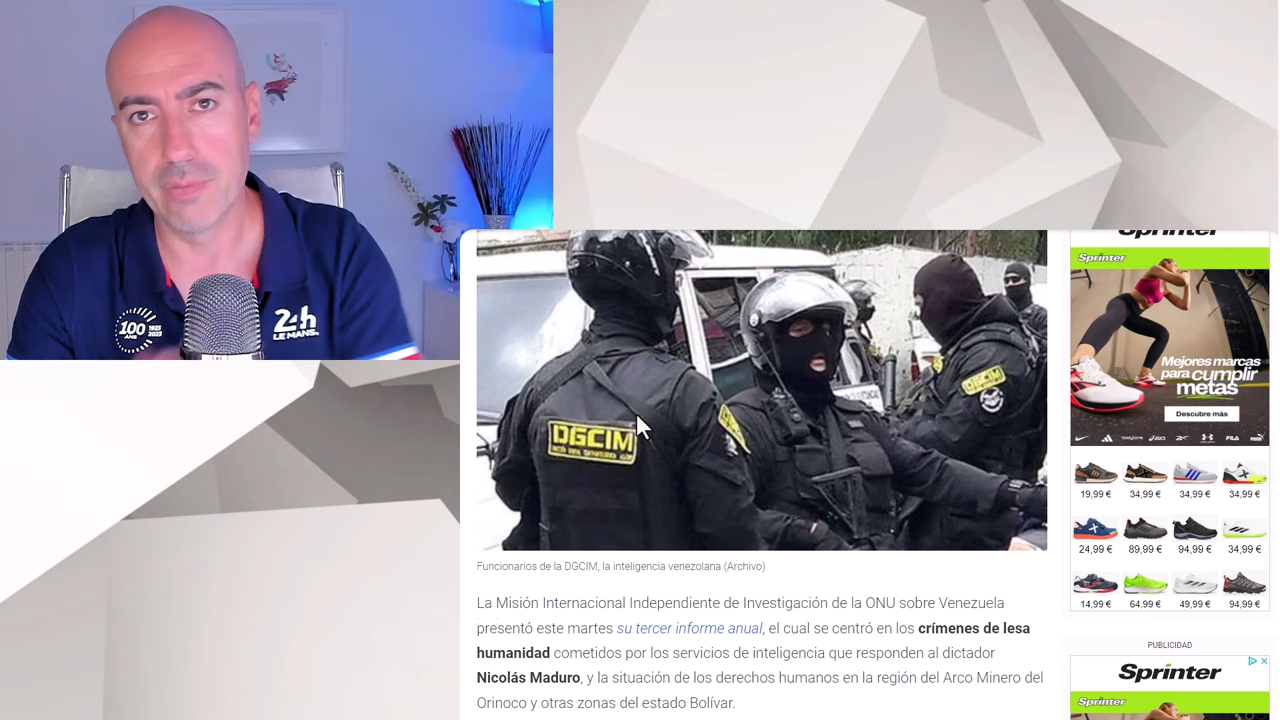 100
1923
2023
ANS
24h
LE MANS
DGCIM
Funcionarios de la DGCIM, la inteligencia venezolana (Archivo)
La Misión Internacional Independiente de Investigación de la ONU sobre Venezuela
presentó este martes su tercer informe anual, el cual se centró en los crímenes de lesa
humanidad cometidos por los servicios de inteligencia que responden al dictador
Nicolás Maduro, y la situación de los derechos humanos en la región del Arco Minero del
Orinoco y otras zonas del estado Bolívar.
Sprinter
Sprinter
Mejores marcas
para cumplir
metas
Descubre más
FILA
19,99 € 34,99 € 34,99 € 34,99 €
24,99 € 89,99 € 94,99 € 34,99 €
14,99 € 64,99 € 49,99 € 94,99 €
PUBLICIDAD
Sprinter
Sprinter